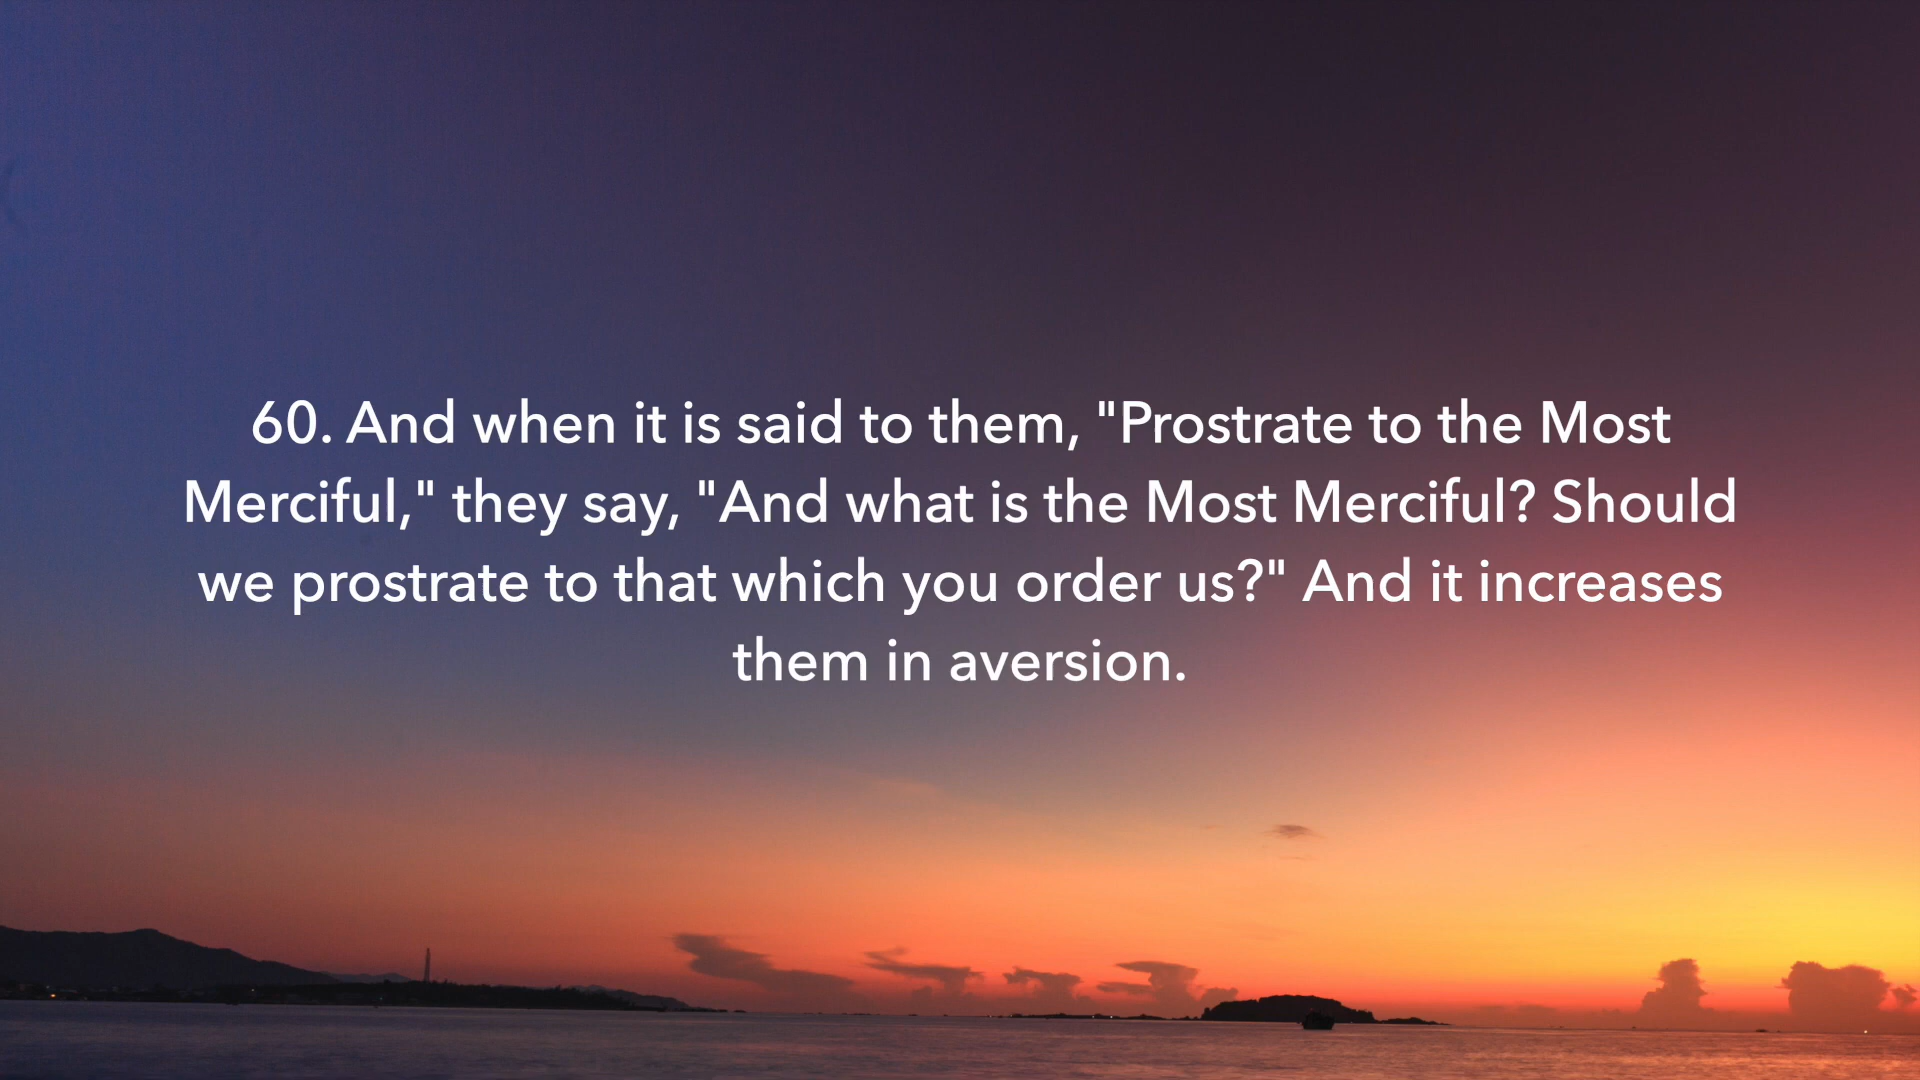 60. And when it is said to them, "Prostrate to the Most
Merciful," they say, "And what is the Most Merciful? Should
we prostrate to that which you order us?" And it increases
them in aversion.